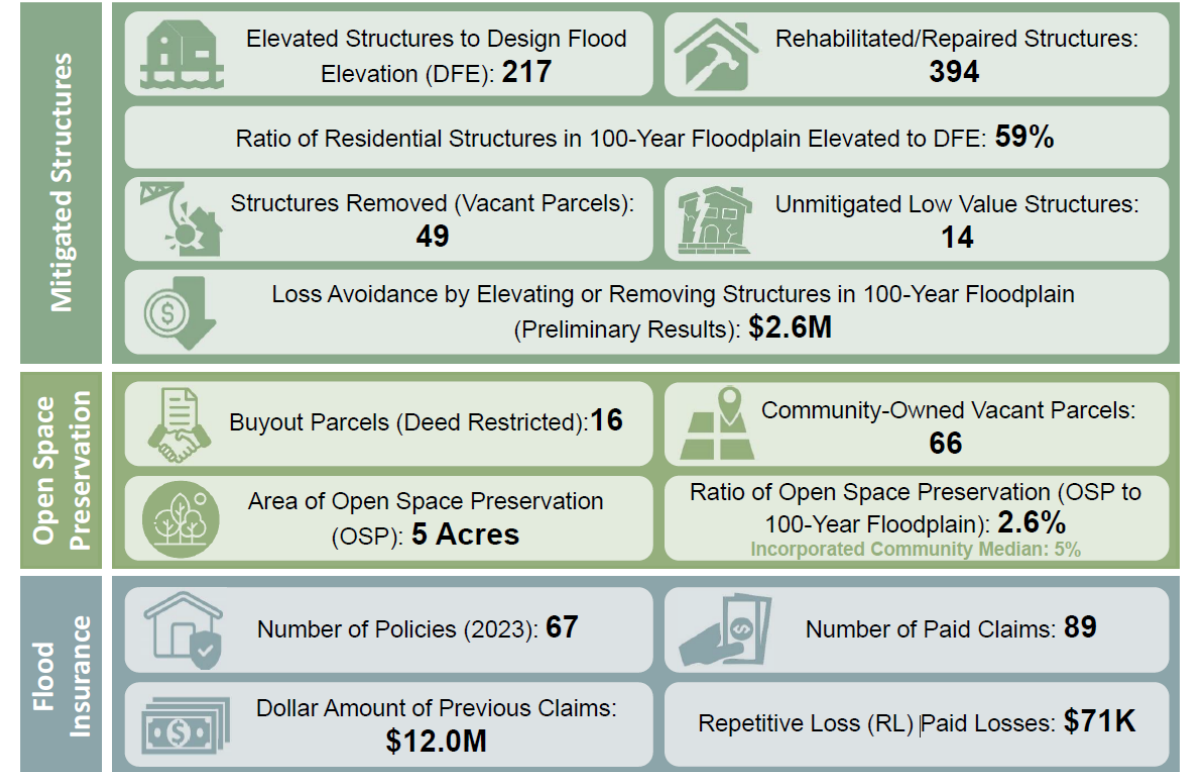 Mitigated Structures
Elevated Structures to Design Flood
Elevation (DFE): 217
Rehabilitated/Repaired Structures:
394
Ratio of Residential Structures in 100-Year Floodplain Elevated to DFE: 59%
Structures Removed (Vacant Parcels):
49
Unmitigated Low Value Structures:
14
Loss Avoidance by Elevating or Removing Structures in 100-Year Floodplain
(Preliminary Results): $2.6M
Open Space
Preservation
Buyout Parcels (Deed Restricted):16
Community-Owned Vacant Parcels:
66
Area of Open Space Preservation
(OSP): 5 Acres
Ratio of Open Space Preservation (OSP to
100-Year Floodplain): 2.6%
Incorporated Community Median: 5%
Flood
Insurance
Number of Policies (2023): 67
Number of Paid Claims: 89
Dollar Amount of Previous Claims:
$12.0M
Repetitive Loss (RL) Paid Losses: $71K